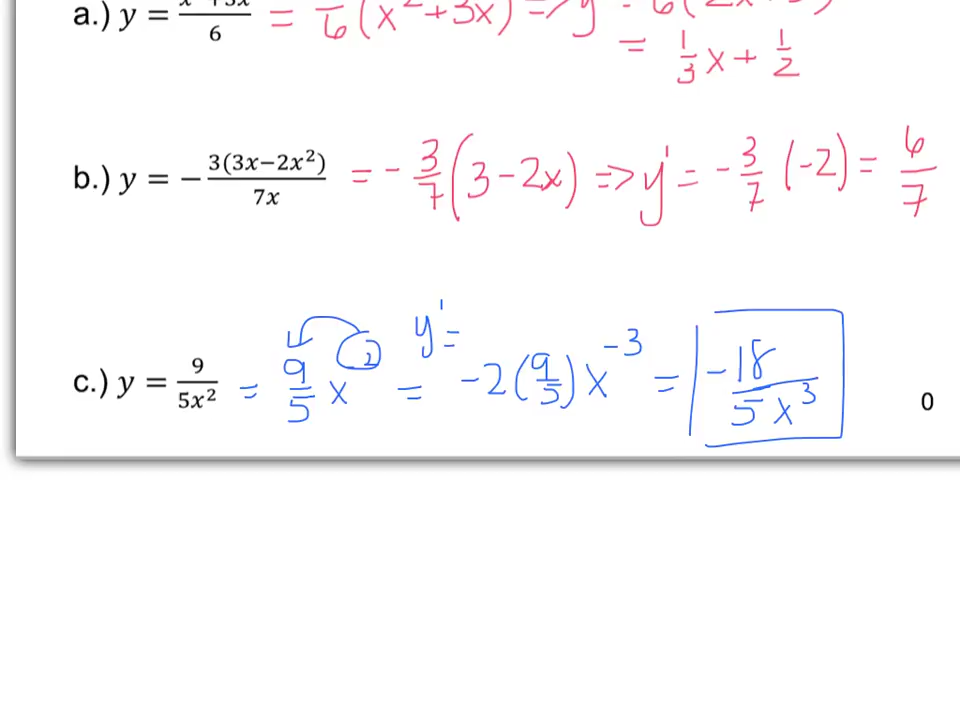 a.) y = x²+3x/6 = 1/6 (x²+3x) => y' = 1/6 (2x+3)
= 1/3 x + 1/2
b.) y = − 3(3x−2x²)/7x = − 3/7 (3 − 2x) => y' = − 3/7 (−2) = 6/7
c.) y = 9/5x² = 9/5 x y' = = −2 (9/5) x⁻³ = −18/5x³
0